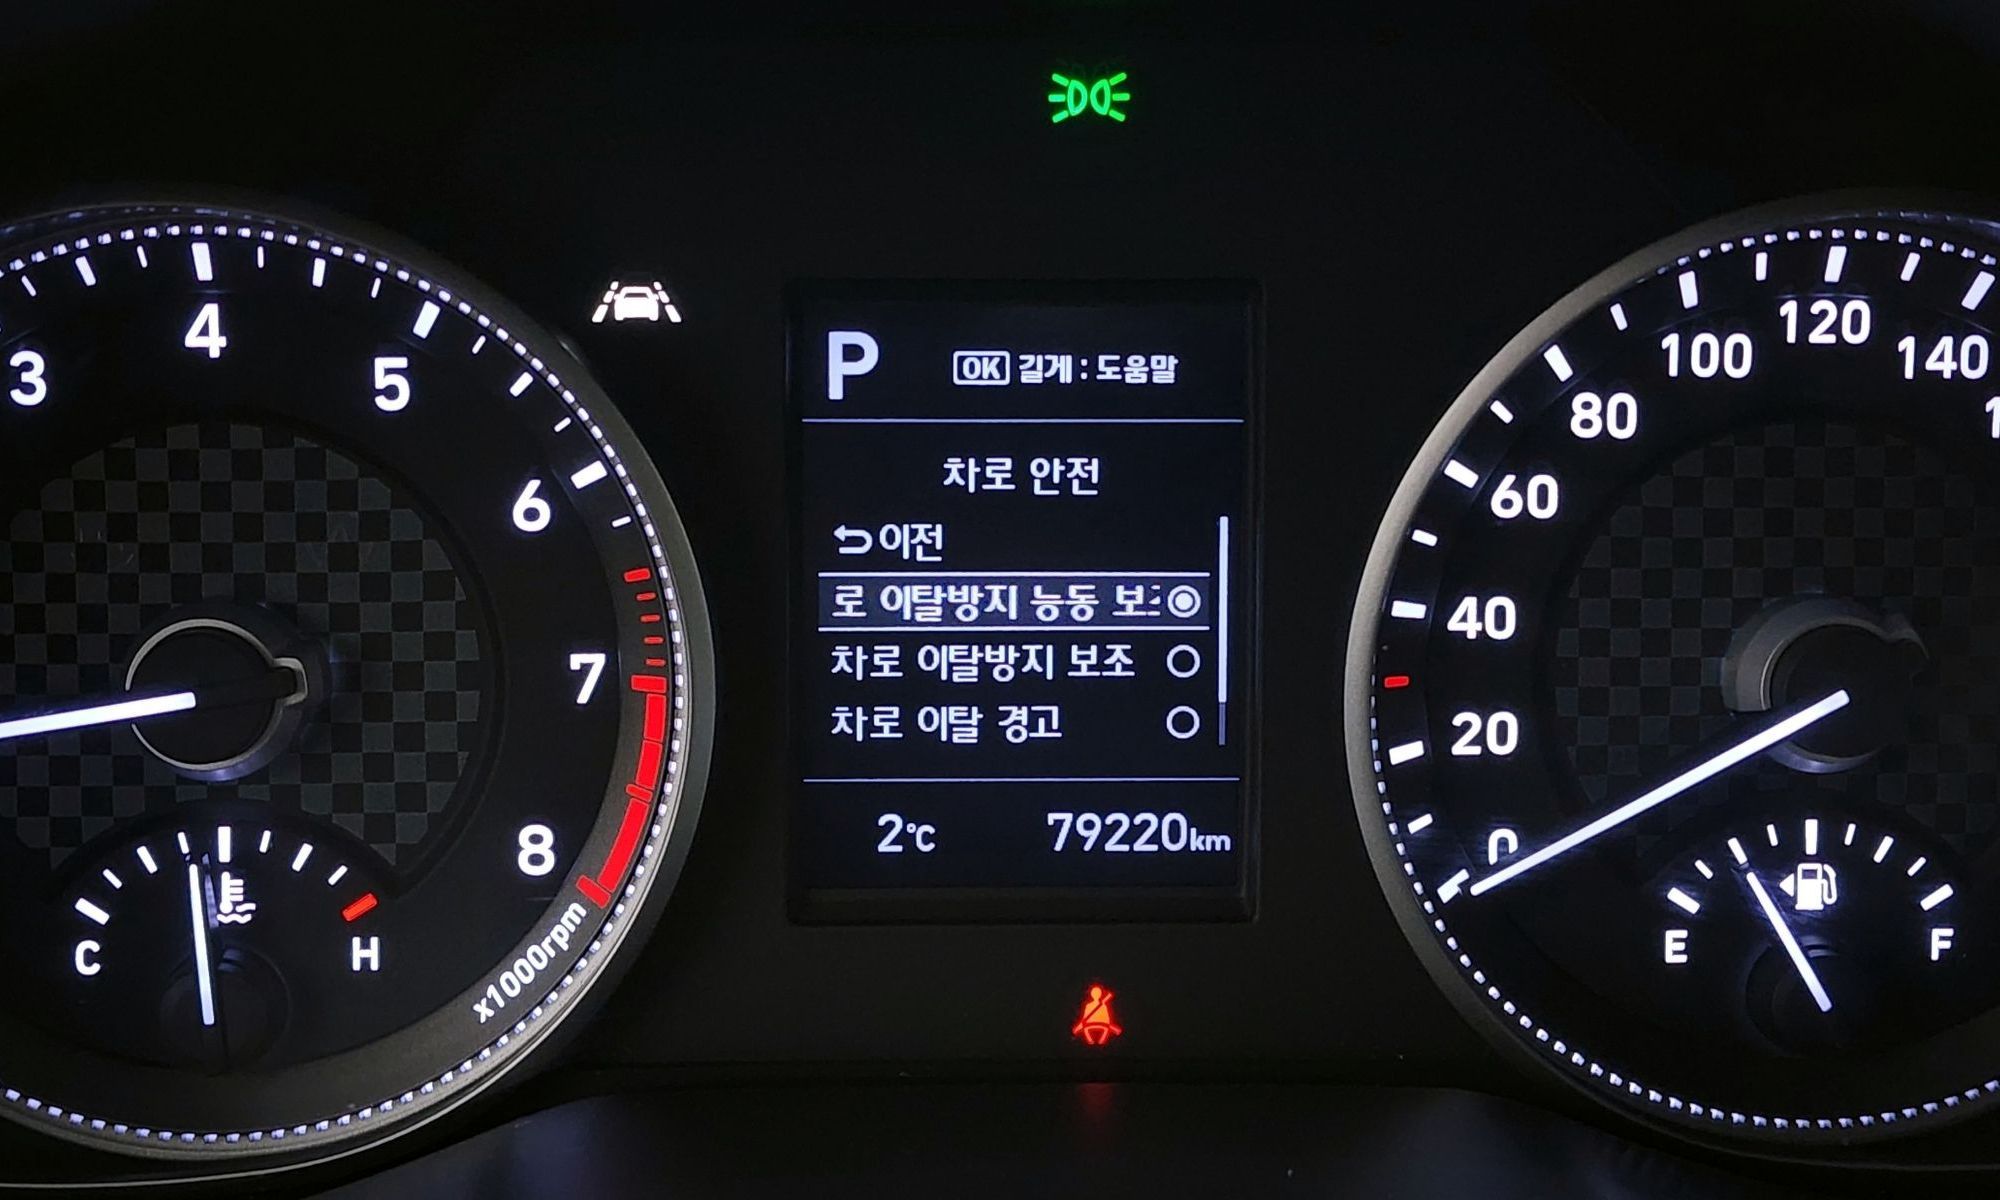 3
4
5
6
7
8
x1000rpm
C
H
P
OK 길게 : 도움말
차로 안전
이전
로 이탈방지 능동
차로 이탈방지 보조
차로 이탈 경고
2℃
79220km
0
20
40
60
80
100
120
140
E
F